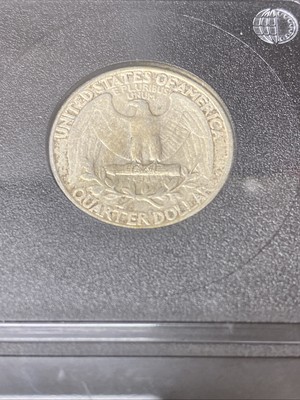 UNITED STATES OF AMERICA
E PLURIBUS
UNUM
QUARTER DOLLAR